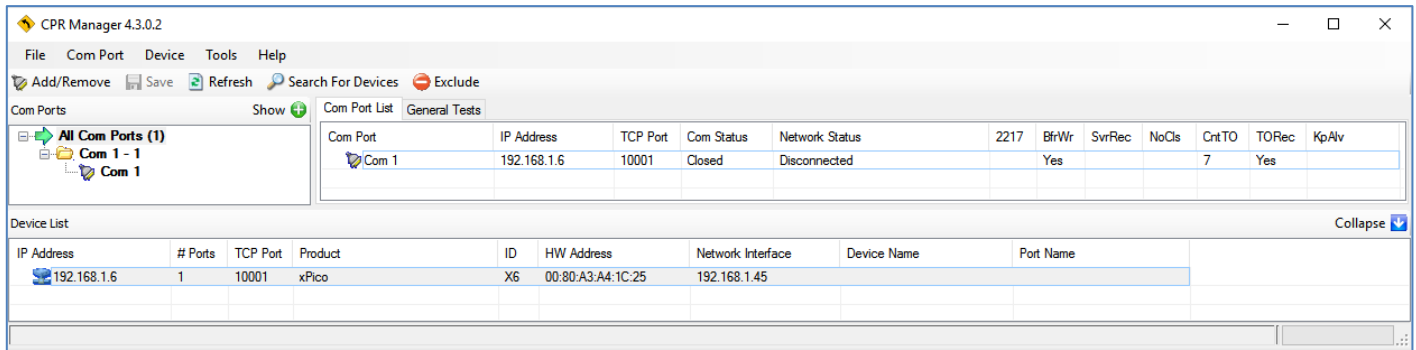 CPR Manager 4.3.0.2
File Com Port Device Tools Help
Add/Remove Save Refresh Search For Devices Exclude
Com Ports Show Com Port List General Tests
All Com Ports (1)
Com 1 - 1
Com 1
Com Port IP Address TCP Port Com Status Network Status 2217 BfrWr SvrRec NoCls CntTO TORec KpAlv
Com 1 192.168.1.6 10001 Closed Disconnected Yes 7 Yes
Device List Collapse
IP Address # Ports TCP Port Product ID HW Address Network Interface Device Name Port Name
192.168.1.6 1 10001 xPico X6 00:80:A3:A4:1C:25 192.168.1.45